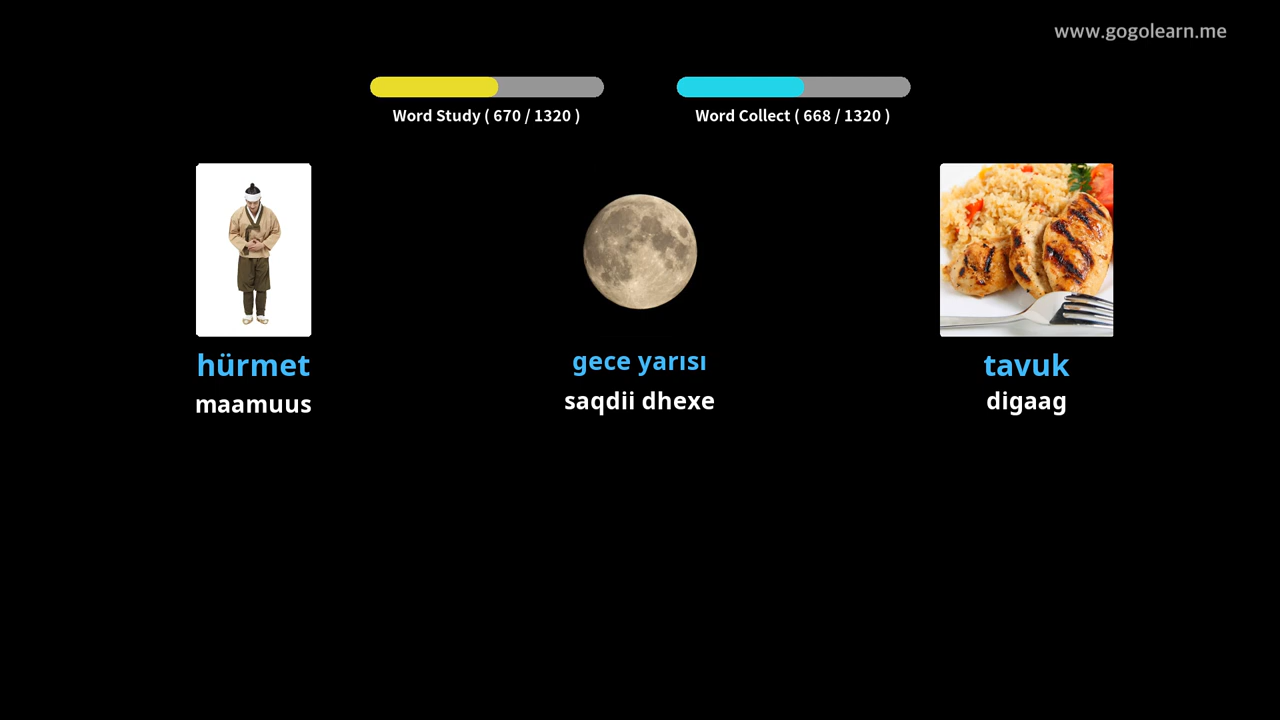 www.gogolearn.me
Word Study ( 670 / 1320 )
Word Collect ( 668 / 1320 )
hürmet
maamuus
gece yarısı
saqdii dhexe
tavuk
digaag